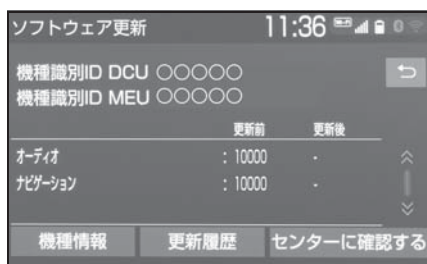 ソフトウェア更新 11:36
機種識別ID DCU ○○○○○
機種識別ID MEU ○○○○○
更新前 更新後
オーディオ : 10000 -
ナビゲーション : 10000 -
機種情報 更新履歴 センターに確認する